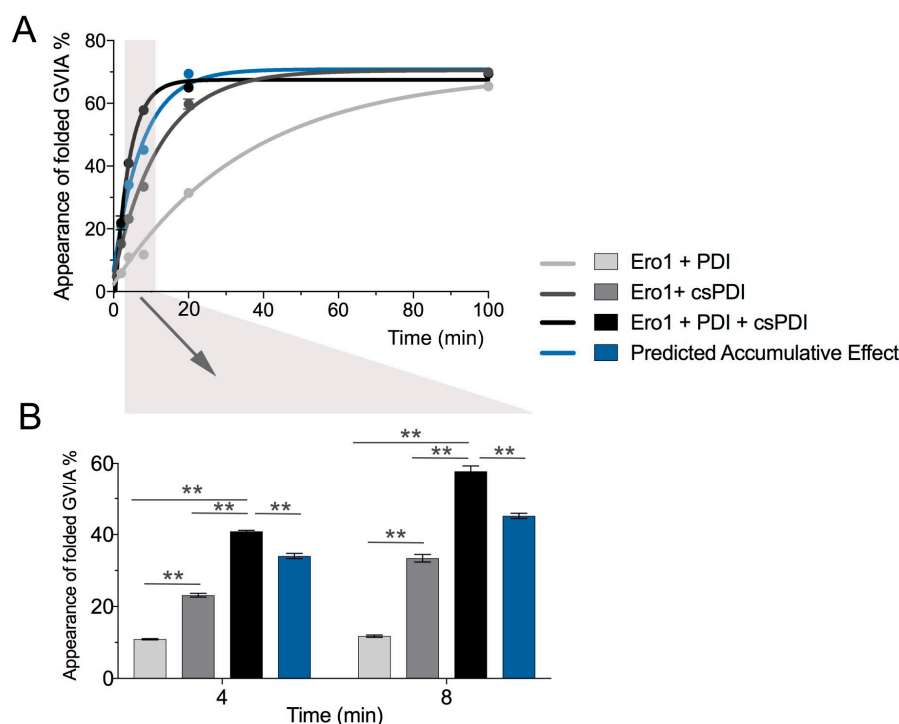 A
Appearance of folded GVIA %
80
60
40
20
0
0
20
40
60
80
100
Time (min)
Ero1 + PDI
Ero1+ csPDI
Ero1 + PDI + csPDI
Predicted Accumulative Effect
B
Appearance of folded GVIA %
60
40
20
0
**
**
**
**
**
**
**
**
4
8
Time (min)